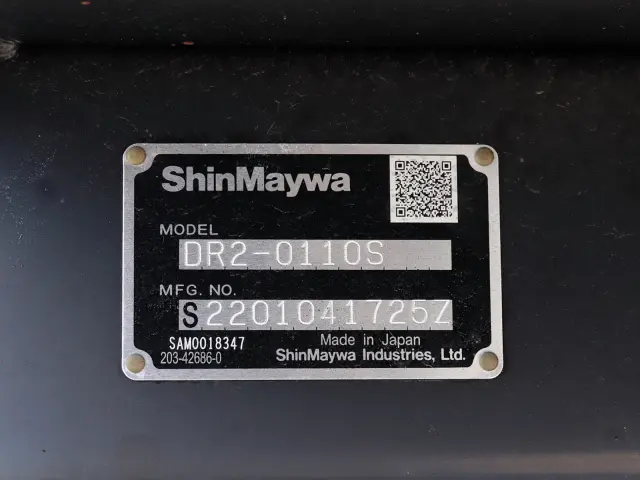 ShinMaywa
MODEL
DR2-0110S
MFG. NO.
S2201041725Z
SAM0018347
Made in Japan
203-42686-0
ShinMaywa Industries, Ltd.